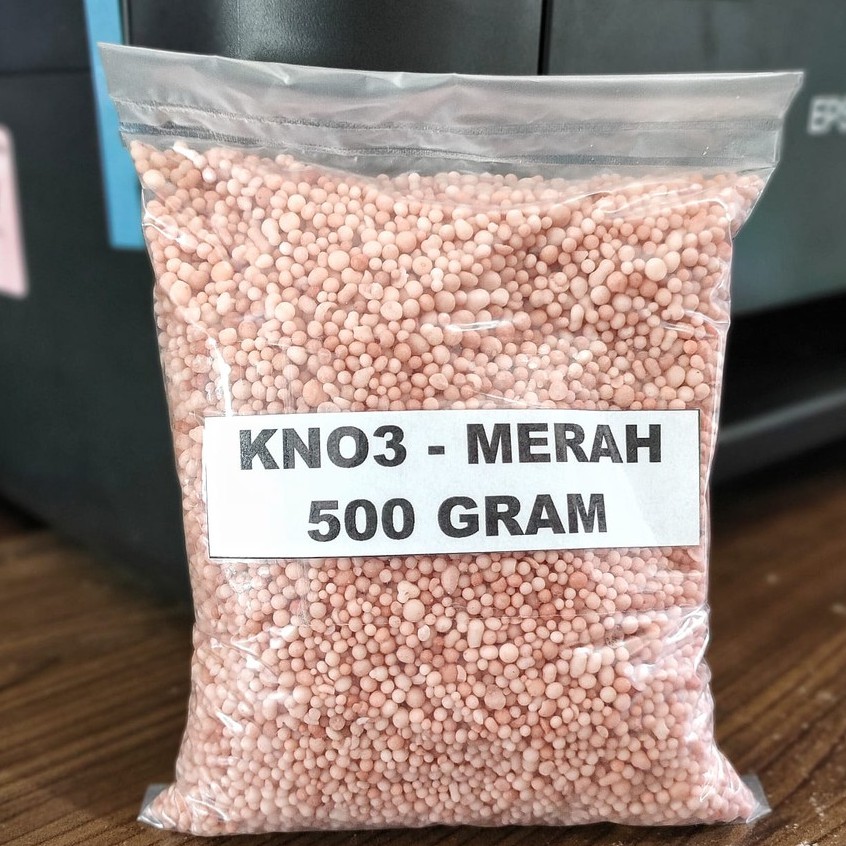 KNO3 - MERAH
500 GRAM